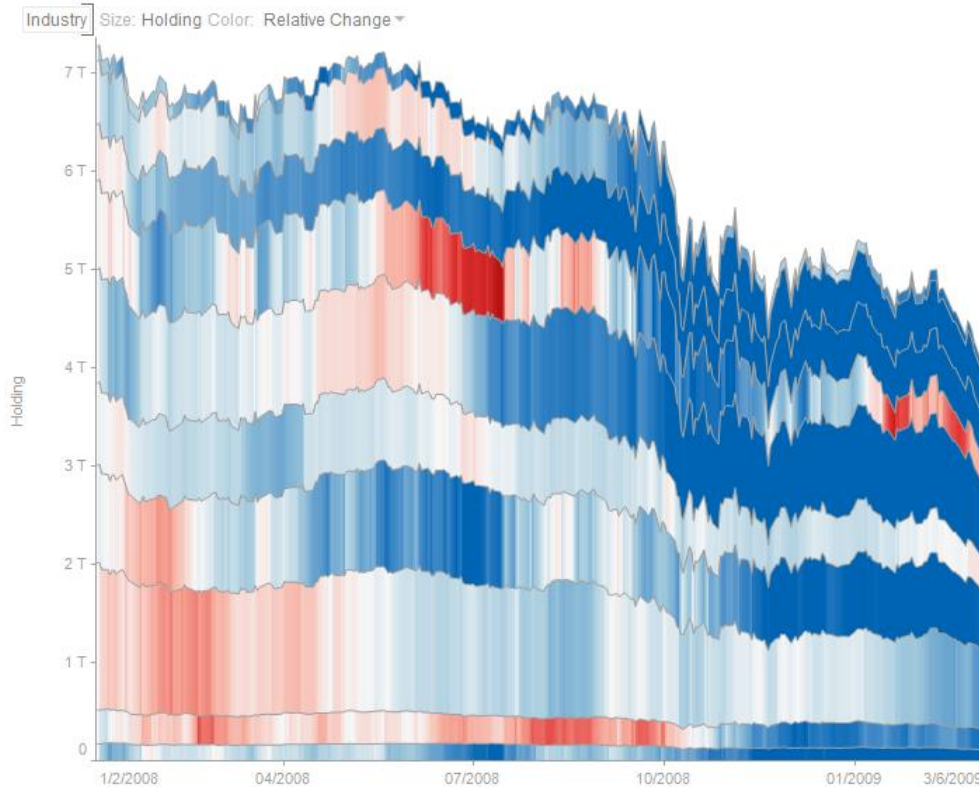 Industry Size: Holding Color: Relative Change
7 T
6 T
5 T
4 T
3 T
2 T
1 T
0
Holding
1/2/2008 04/2008 07/2008 10/2008 01/2009 3/6/2009